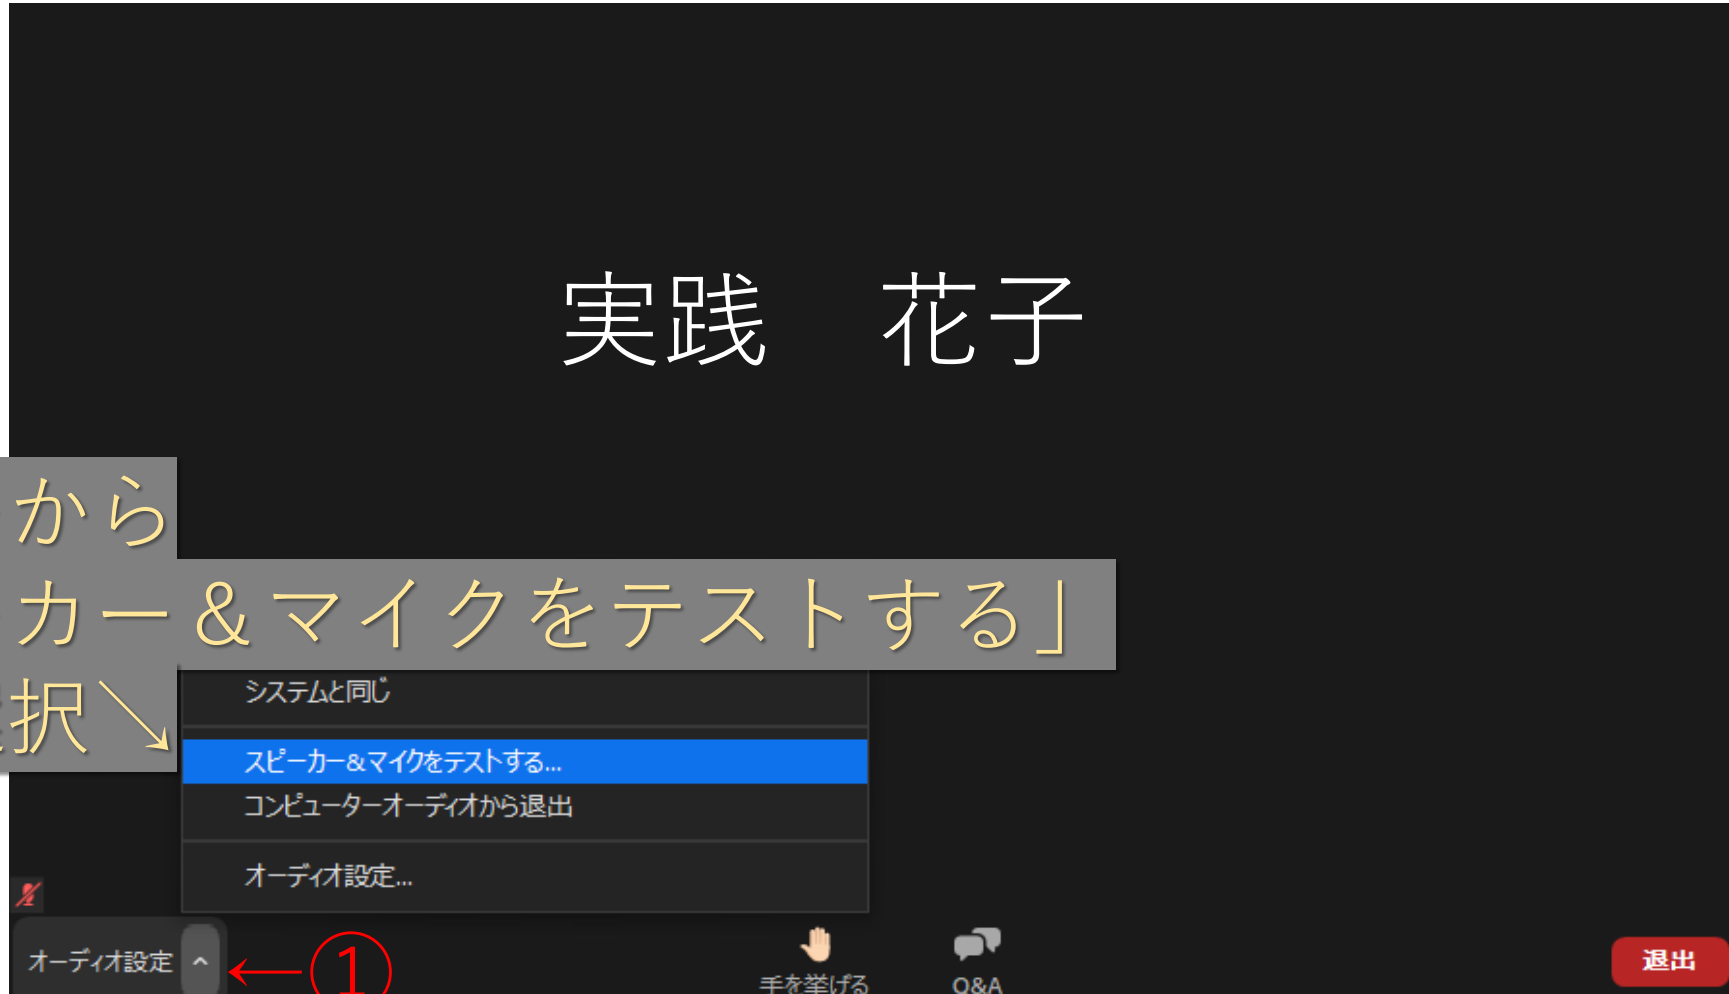 実践　花子
から
カー＆マイクをテストする」
択↘
システムと同じ
スピーカー&マイクをテストする...
コンピューターオーディオから退出
オーディオ設定...
オーディオ設定
←①
手を挙げる
Q&A
退出